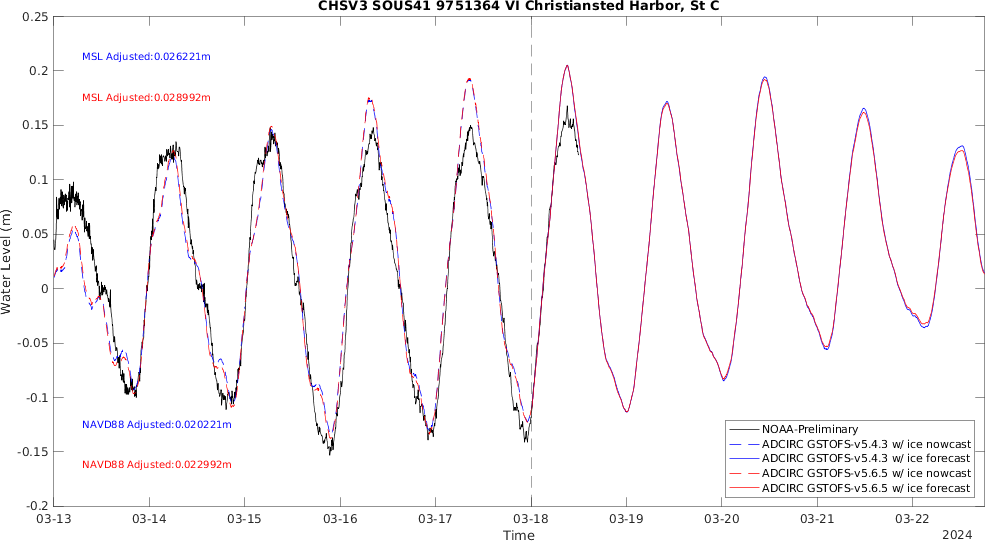 CHSV3 SOUS41 9751364 VI Christiansted Harbor, St C
0.25
0.2
0.15
0.1
0.05
0
-0.05
-0.1
-0.15
-0.2
Water Level (m)
MSL Adjusted:0.026221m
MSL Adjusted:0.028992m
NAVD88 Adjusted:0.020221m
NAVD88 Adjusted:0.022992m
NOAA-Preliminary
ADCIRC GSTOFS-v5.4.3 w/ ice nowcast
ADCIRC GSTOFS-v5.4.3 w/ ice forecast
ADCIRC GSTOFS-v5.6.5 w/ ice nowcast
ADCIRC GSTOFS-v5.6.5 w/ ice forecast
03-13 03-14 03-15 03-16 03-17 03-18 03-19 03-20 03-21 03-22
Time
2024